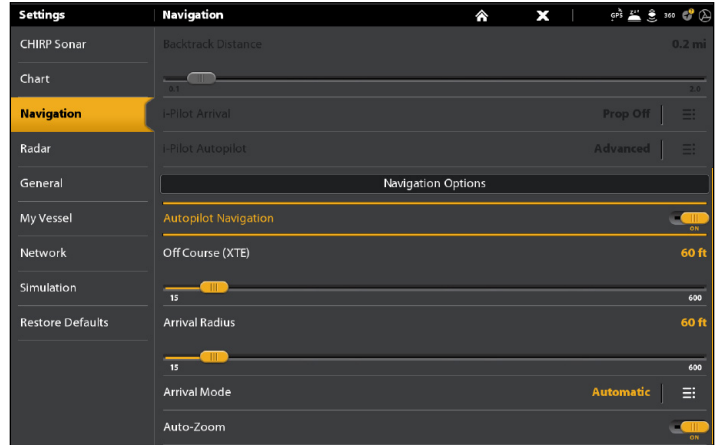 Settings
Navigation
GPS
360
CHIRP Sonar
Chart
Navigation
Radar
General
My Vessel
Network
Simulation
Restore Defaults
Backtrack Distance 0.2 mi
0.1 2.0
i-Pilot Arrival Prop Off
i-Pilot Autopilot Advanced
Navigation Options
Autopilot Navigation
ON
Off Course (XTE) 60 ft
15 600
Arrival Radius 60 ft
15 600
Arrival Mode Automatic
Auto-Zoom
ON